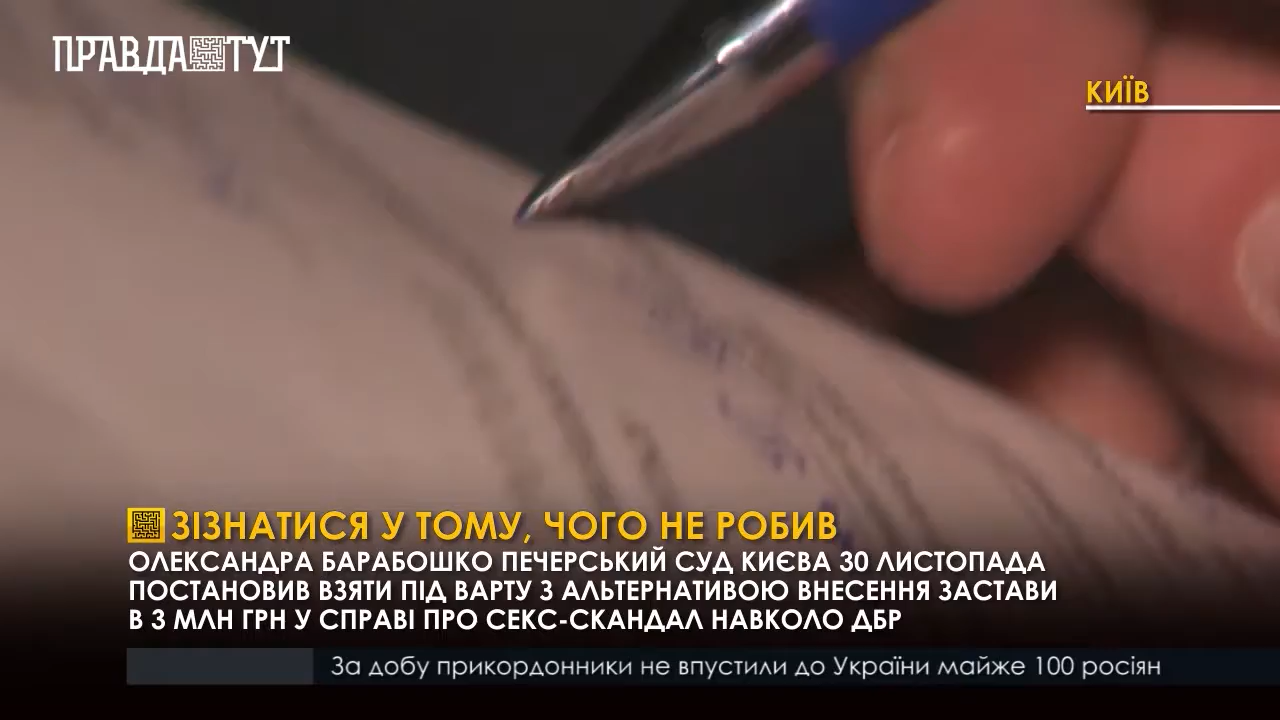 ПРАВДА ТУТ
КИЇВ
ЗІЗНАТИСЯ У ТОМУ, ЧОГО НЕ РОБИВ
ОЛЕКСАНДРА БАРАБОШКО ПЕЧЕРСЬКИЙ СУД КИЄВА 30 ЛИСТОПАДА
ПОСТАНОВИВ ВЗЯТИ ПІД ВАРТУ З АЛЬТЕРНАТИВОЮ ВНЕСЕННЯ ЗАСТАВИ
В 3 МЛН ГРН У СПРАВІ ПРО СЕКС-СКАНДАЛ НАВКОЛО ДБР
За добу прикордонники не впустили до України майже 100 росіян